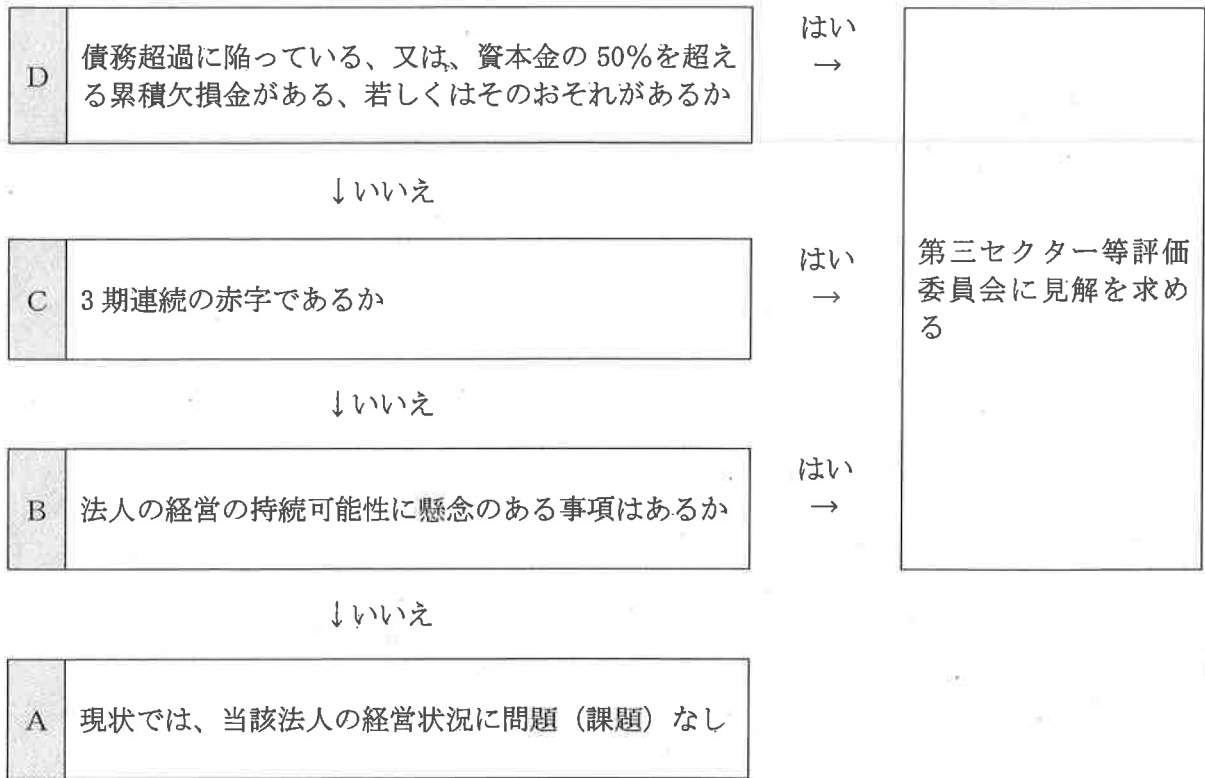 D
債務超過に陥っている、又は、資本金の 50%を超え
る累積欠損金がある、若しくはそのおそれがあるか
はい
→
↓いいえ
C
3 期連続の赤字であるか
はい
→
第三セクター等評価
委員会に見解を求め
る
↓いいえ
B
法人の経営の持続可能性に懸念のある事項はあるか
はい
→
↓いいえ
A
現状では、当該法人の経営状況に問題（課題）なし